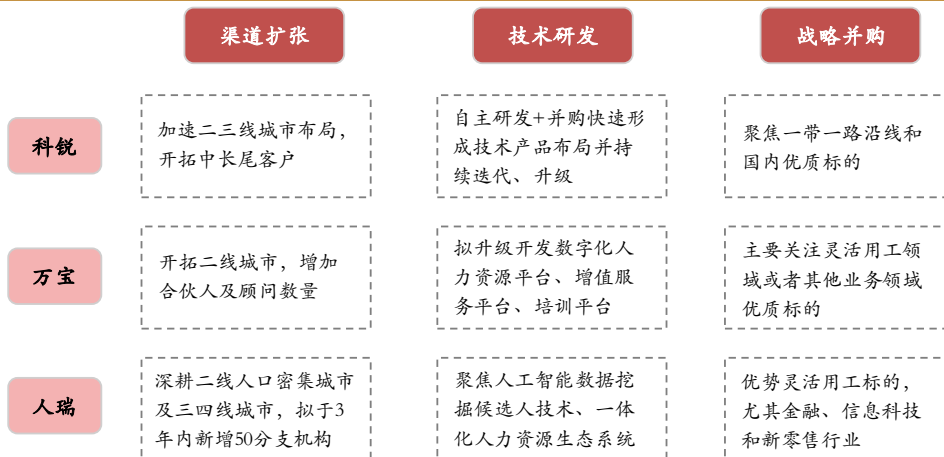 渠道扩张
技术研发
战略并购
科锐
加速二三线城市布局，
开拓中长尾客户
自主研发+并购快速形
成技术产品布局并持
续迭代、升级
聚焦一带一路沿线和
国内优质标的
万宝
开拓二线城市，增加
合伙人及顾问数量
拟升级开发数字化人
力资源平台、增值服
务平台、培训平台
主要关注灵活用工领
域或者其他业务领域
优质标的
人瑞
深耕二线人口密集城市
及三四线城市，拟于3
年内新增50分支机构
聚焦人工智能数据挖
掘候选人技术、一体
化人力资源生态系统
优势灵活用工标的，
尤其金融、信息科技
和新零售行业